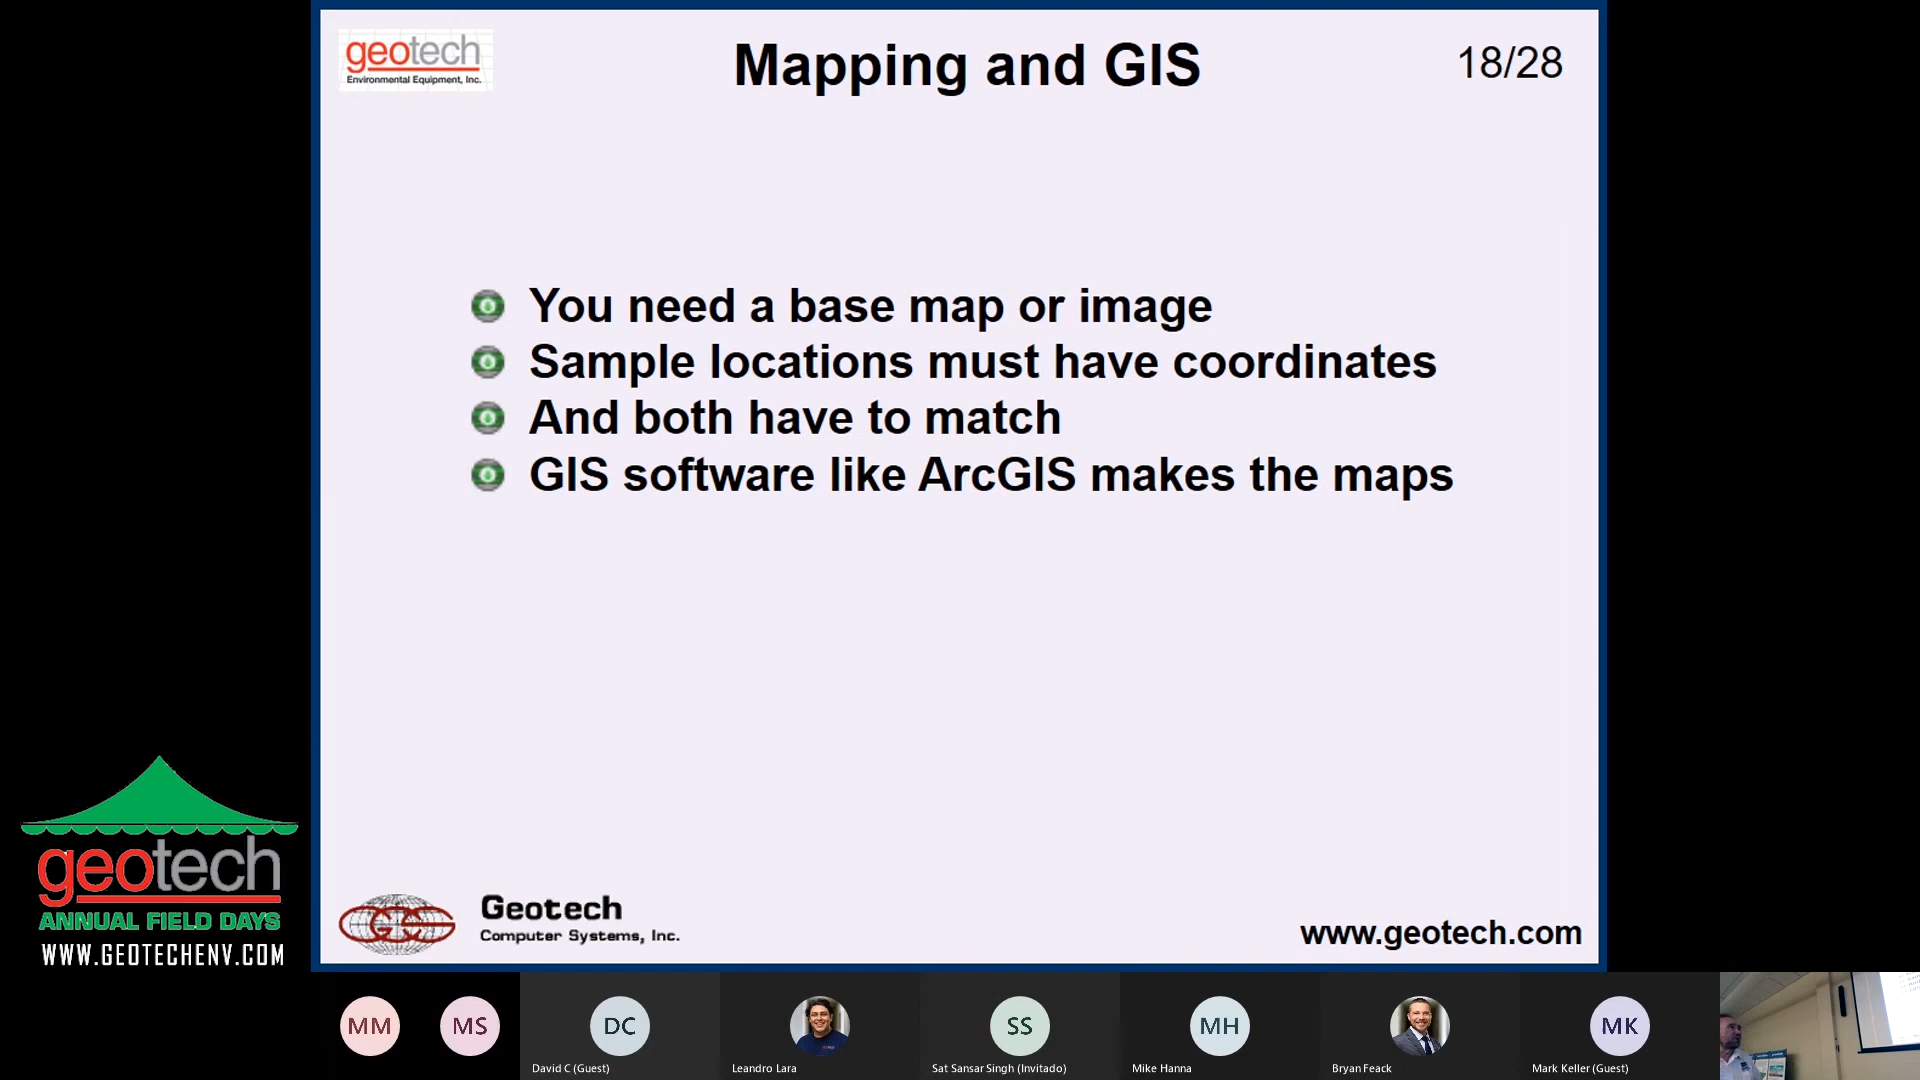 geotech
Environmental Equipment, Inc.
Mapping and GIS
18/28
You need a base map or image
Sample locations must have coordinates
And both have to match
GIS software like ArcGIS makes the maps
geotech
ANNUAL FIELD DAYS
WWW.GEOTECHENV.COM
GCS
Geotech
Computer Systems, Inc.
www.geotech.com
MM
MS
DC
SS
MH
MK
David C (Guest)
Leandro Lara
Sat Sansar Singh (Invitado)
Mike Hanna
Bryan Feack
Mark Keller (Guest)